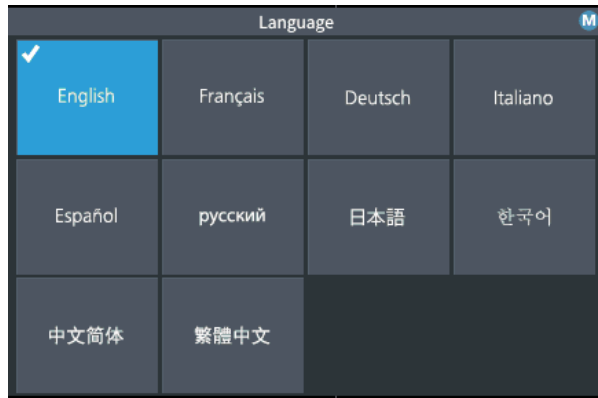 Language
M
English
Français
Deutsch
Italiano
Español
русский
日本語
한국어
中文简体
繁體中文